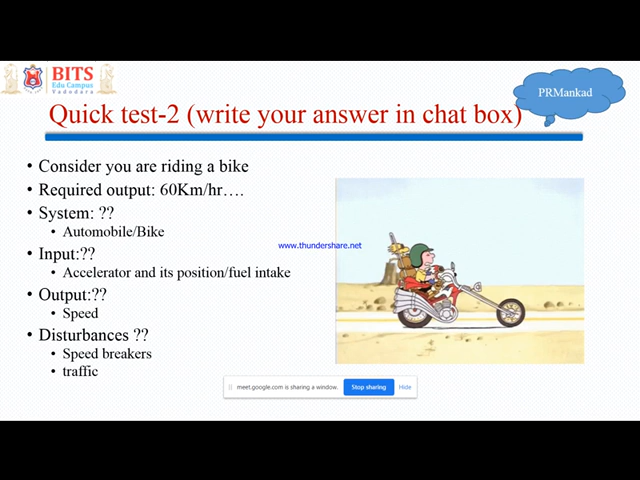 BITS
Edu Campus
Vadodara
PRMankad
Quick test-2 (write your answer in chat box)
• Consider you are riding a bike
• Required output: 60Km/hr….
• System: ??
• Automobile/Bike
www.thundershare.net
• Input:??
• Accelerator and its position/fuel intake
• Output:??
• Speed
• Disturbances ??
• Speed breakers
• traffic
meet.google.com is sharing a window.
Stop sharing
Hide